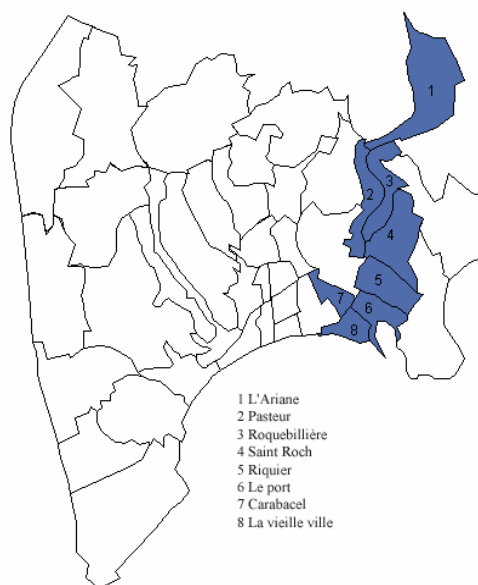 1
2
3
4
5
6
7
8
1 L'Ariane
2 Pasteur
3 Roquebillière
4 Saint Roch
5 Riquier
6 Le port
7 Carabacel
8 La vieille ville